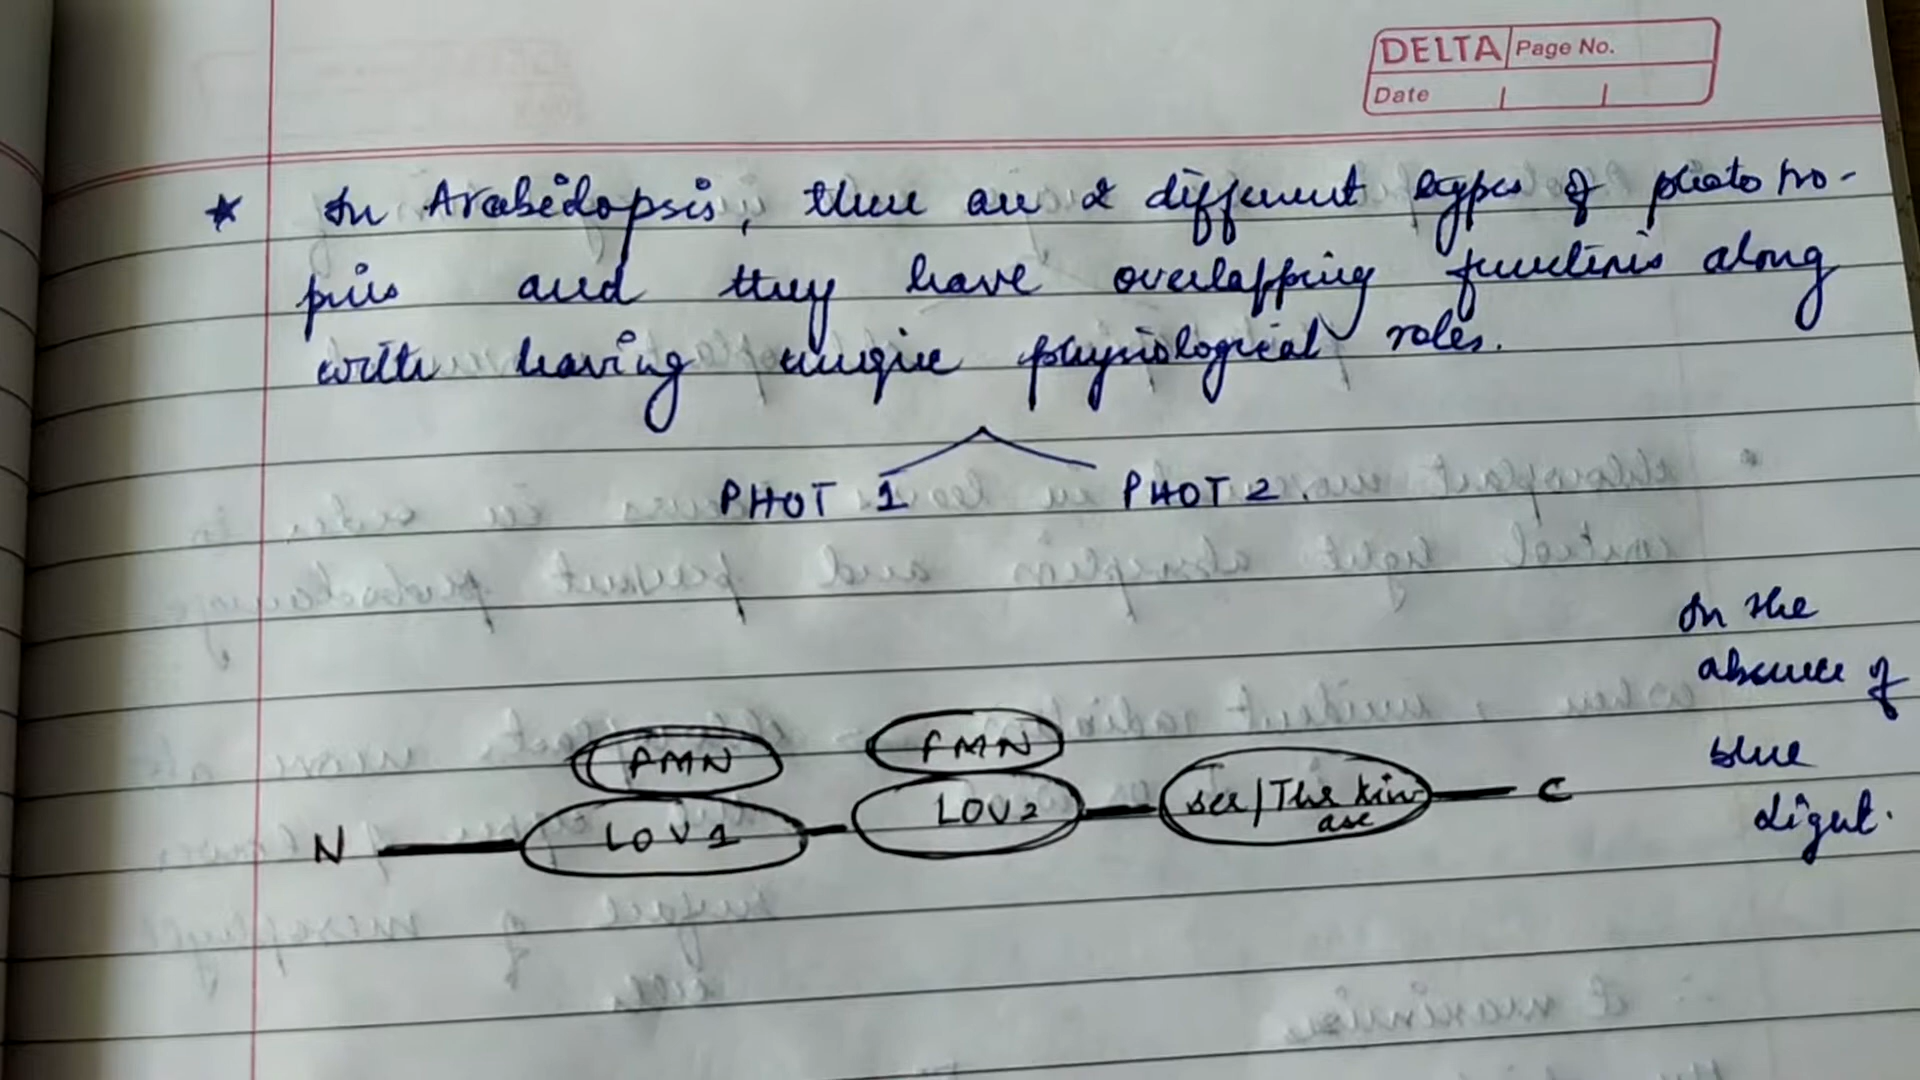 DELTA Page No.
Date
* In Arabidopsis, there are 2 different types of phototro-
pins and they have overlapping functions along
with having unique physiological roles.
PHOT 1 PHOT 2.
In the
absence of
blue
light.
FMN FMN
N LOV1 LOV2 ser/Thr kin C
ase